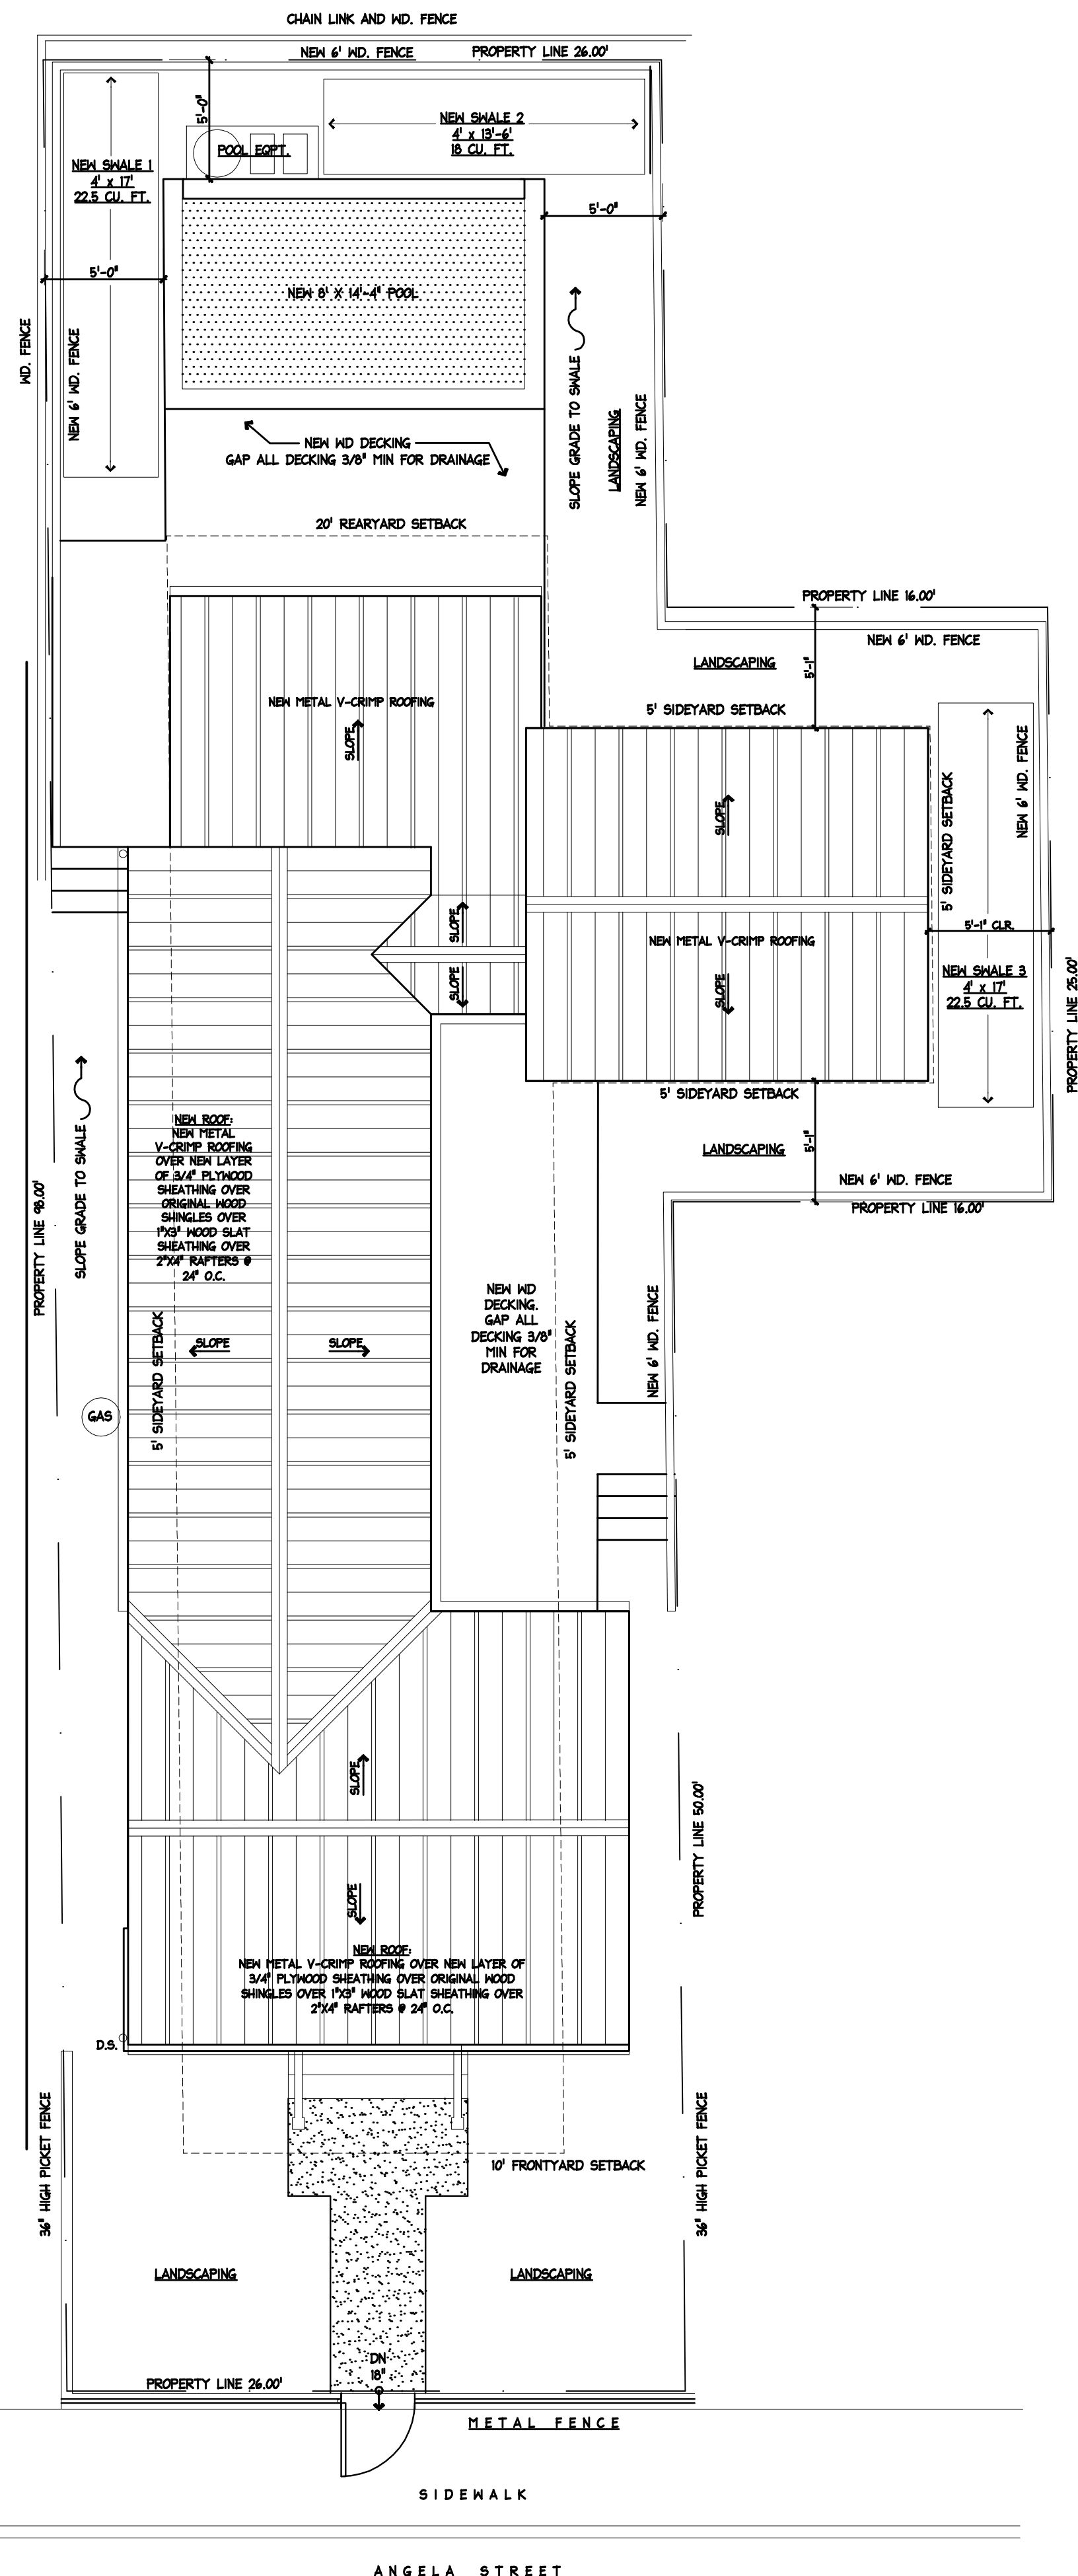 CHAIN LINK AND WD. FENCE
NEW 6' WD. FENCE
PROPERTY LINE 26.00'
5'-0"
NEW SWALE 1
4' x 17'
22.5 CU. FT.
POOL EQPT.
NEW SWALE 2
4' x 13'-6'
18 CU. FT.
5'-0"
5'-0"
NEW 8' X 14'-4" POOL
WD. FENCE
NEW 6' WD. FENCE
SLOPE GRADE TO SWALE
LANDSCAPING
NEW 6' WD. FENCE
NEW WD DECKING
GAP ALL DECKING 3/8" MIN FOR DRAINAGE
20' REARYARD SETBACK
PROPERTY LINE 16.00'
NEW 6' WD. FENCE
LANDSCAPING
5'-1"
NEW METAL V-CRIMP ROOFING
SLOPE
5' SIDEYARD SETBACK
SLOPE
5' SIDEYARD SETBACK
NEW 6' WD. FENCE
SLOPE
SLOPE
NEW METAL V-CRIMP ROOFING
SLOPE
5'-1" CLR.
NEW SWALE 3
4' x 17'
22.5 CU. FT.
PROPERTY LINE 25.00'
5' SIDEYARD SETBACK
LANDSCAPING
5'-1"
NEW 6' WD. FENCE
PROPERTY LINE 16.00'
PROPERTY LINE 98.00'
SLOPE GRADE TO SWALE
NEW ROOF:
NEW METAL
V-CRIMP ROOFING
OVER NEW LAYER
OF 3/4" PLYWOOD
SHEATHING OVER
ORIGINAL WOOD
SHINGLES OVER
1"X3" WOOD SLAT
SHEATHING OVER
2"X4" RAFTERS @
24" O.C.
5' SIDEYARD SETBACK
SLOPE
SLOPE
NEW WD
DECKING.
GAP ALL
DECKING 3/8"
MIN FOR
DRAINAGE
5' SIDEYARD SETBACK
NEW 6' WD. FENCE
GAS
SLOPE
PROPERTY LINE 50.00'
SLOPE
NEW ROOF:
NEW METAL V-CRIMP ROOFING OVER NEW LAYER OF
3/4" PLYWOOD SHEATHING OVER ORIGINAL WOOD
SHINGLES OVER 1"X3" WOOD SLAT SHEATHING OVER
2"X4" RAFTERS @ 24" O.C.
D.S.
36" HIGH PICKET FENCE
10' FRONTYARD SETBACK
36" HIGH PICKET FENCE
LANDSCAPING
LANDSCAPING
DN
18"
PROPERTY LINE 26.00'
METAL FENCE
SIDEWALK
ANGELA STREET